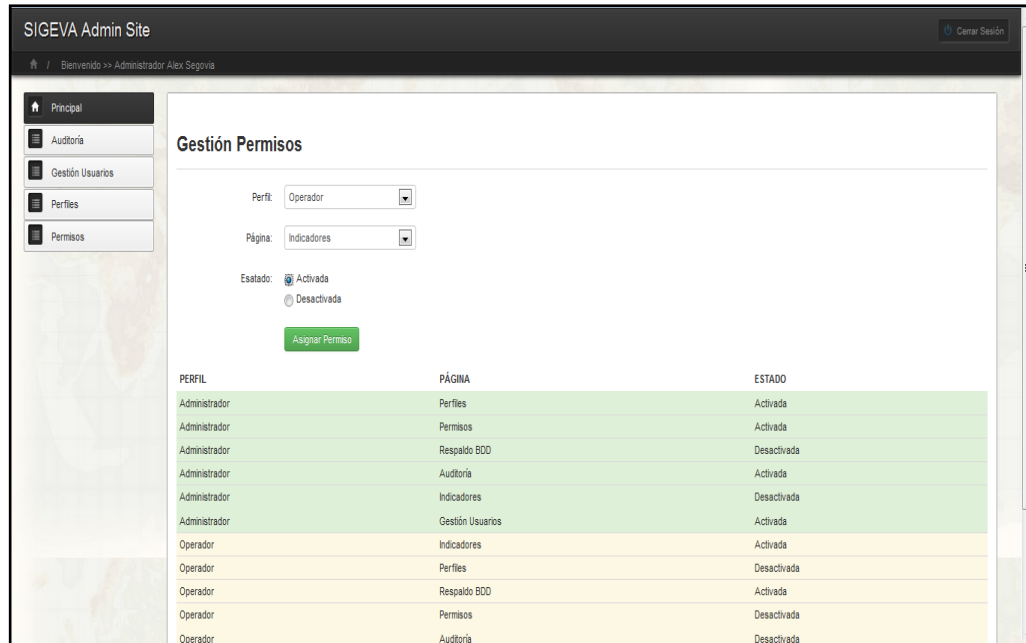 SIGEVA Admin Site
Cerrar Sesión
/ Bienvenido >> Administrador Alex Segovia
Principal
Auditoría
Gestión Usuarios
Perfiles
Permisos
Gestión Permisos
Perfil: Operador
Página: Indicadores
Esatado: Activada
Desactivada
Asignar Permiso
PERFIL PÁGINA ESTADO
Administrador Perfiles Activada
Administrador Permisos Activada
Administrador Respaldo BDD Desactivada
Administrador Auditoría Activada
Administrador Indicadores Desactivada
Administrador Gestión Usuarios Activada
Operador Indicadores Activada
Operador Perfiles Desactivada
Operador Respaldo BDD Activada
Operador Permisos Desactivada
Operador Auditoría Desactivada